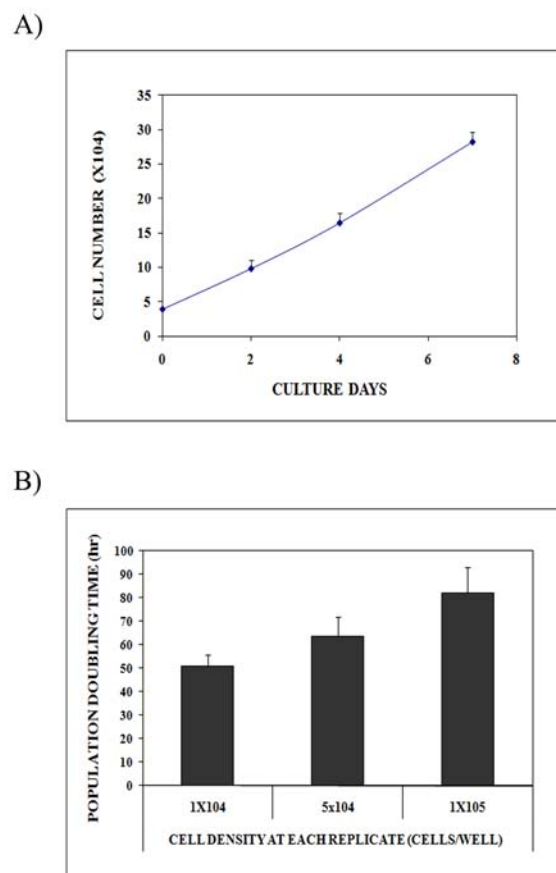 A)
CELL NUMBER (X104)
35
30
25
20
15
10
5
0
0 2 4 6 8
CULTURE DAYS
B)
POPULATION DOUBLING TIME (hr)
100
90
80
70
60
50
40
30
20
10
0
1X104 5x104 1X105
CELL DENSITY AT EACH REPLICATE (CELLS/WELL)